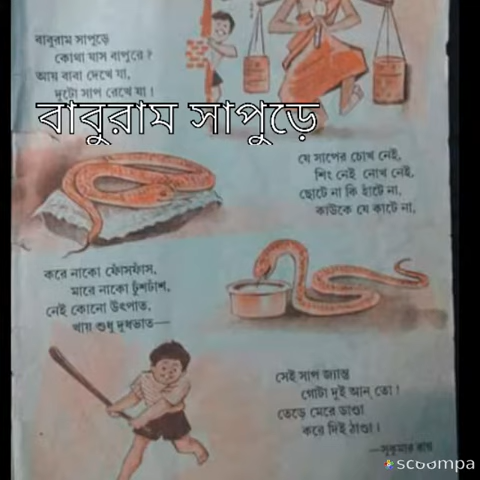 বাবুরাম সাপুড়ে
কোথা যাস বাপুরে?
আয় বাবা দেখে যা,
দুটো সাপ রেখে যা!
বাবুরাম সাপুড়ে
যে সাপের চোখ নেই,
শিং নেই নোখ নেই,
ছোটে না কি হাঁটে না,
কাউকে যে কাটে না,
করে নাকো ফোঁসফাঁস,
মারে নাকো ঢুঁশঢাঁশ,
নেই কোনো উৎপাত,
খায় শুধু দুধভাত—
সেই সাপ জ্যান্ত
গোটা দুই আন্ তো!
তেড়ে মেরে ডাণ্ডা
করে দিই ঠাণ্ডা।
—সুকুমার রায়
scoompa